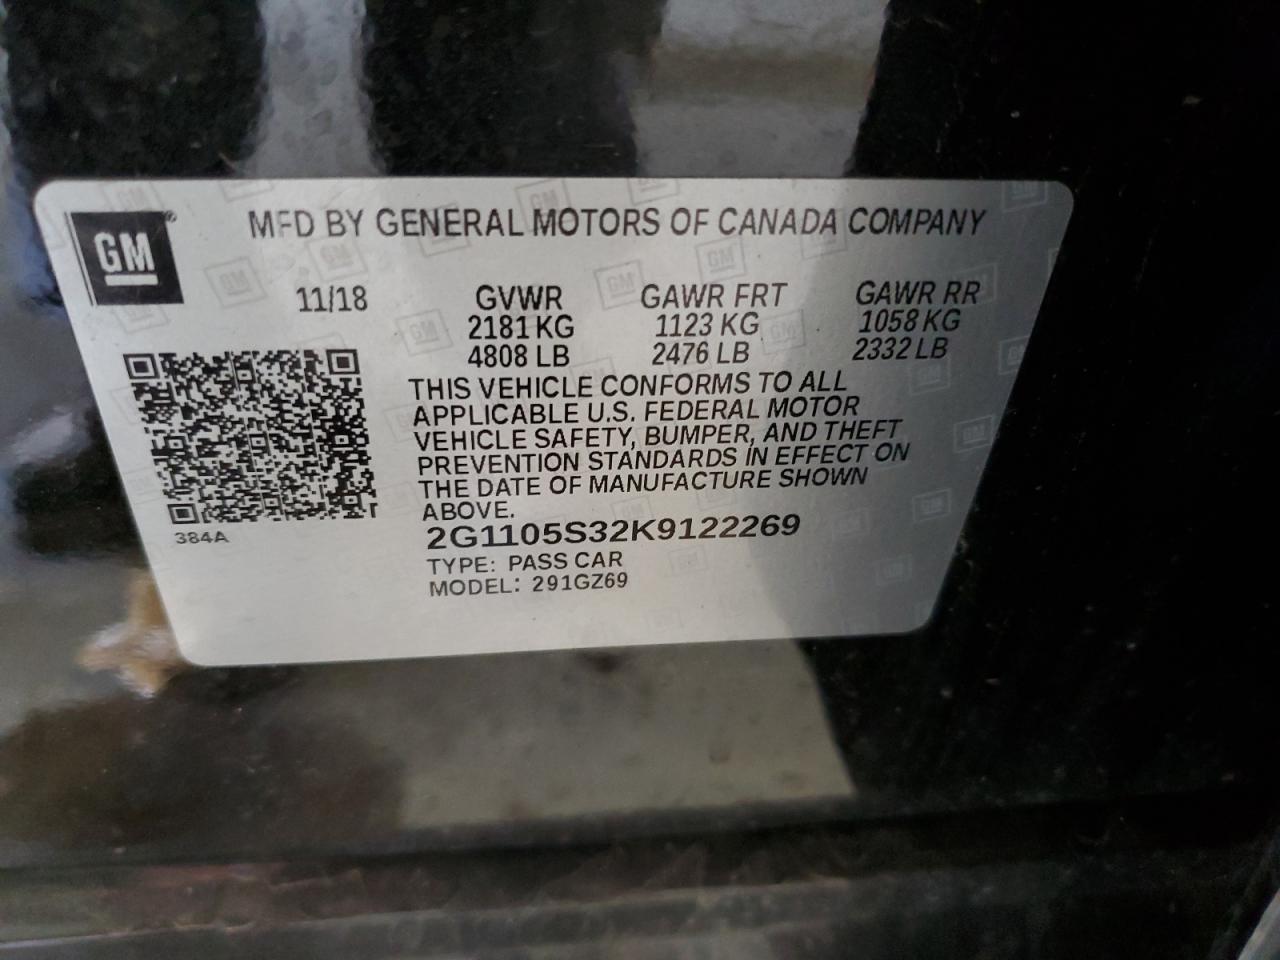 GM
MFD BY GENERAL MOTORS OF CANADA COMPANY
11/18 GVWR GAWR FRT GAWR RR
2181 KG 1123 KG 1058 KG
4808 LB 2476 LB 2332 LB
THIS VEHICLE CONFORMS TO ALL
APPLICABLE U.S. FEDERAL MOTOR
VEHICLE SAFETY, BUMPER, AND THEFT
PREVENTION STANDARDS IN EFFECT ON
THE DATE OF MANUFACTURE SHOWN
ABOVE.
384A
2G1105S32K9122269
TYPE: PASS CAR
MODEL: 291GZ69